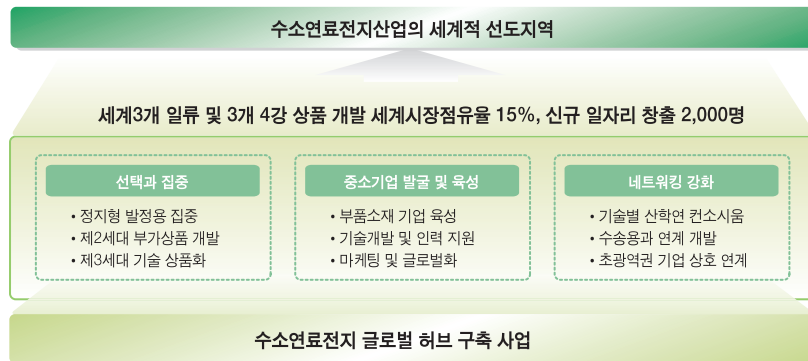 수소연료전지산업의 세계적 선도지역
세계3개 일류 및 3개 4강 상품 개발 세계시장점유율 15%, 신규 일자리 창출 2,000명
선택과 집중
• 정지형 발정용 집중
• 제2세대 부가상품 개발
• 제3세대 기술 상품화
중소기업 발굴 및 육성
• 부품소재 기업 육성
• 기술개발 및 인력 지원
• 마케팅 및 글로벌화
네트워킹 강화
• 기술별 산학연 컨소시움
• 수송용과 연계 개발
• 초광역권 기업 상호 연계
수소연료전지 글로벌 허브 구축 사업